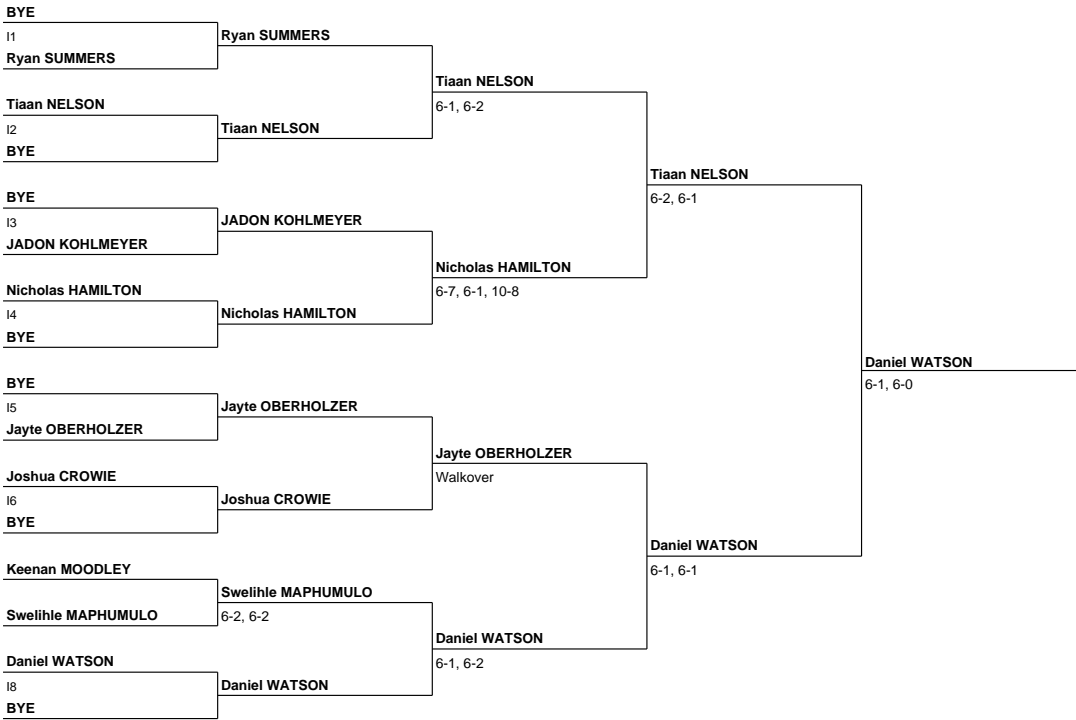 BYE
I1
Ryan SUMMERS
Ryan SUMMERS
Tiaan NELSON
6-1, 6-2
Tiaan NELSON
I2
BYE
Tiaan NELSON
Tiaan NELSON
6-2, 6-1
BYE
I3
JADON KOHLMEYER
JADON KOHLMEYER
Nicholas HAMILTON
6-7, 6-1, 10-8
Nicholas HAMILTON
I4
BYE
Nicholas HAMILTON
Daniel WATSON
6-1, 6-0
BYE
I5
Jayte OBERHOLZER
Jayte OBERHOLZER
Jayte OBERHOLZER
Walkover
Joshua CROWIE
I6
BYE
Joshua CROWIE
Daniel WATSON
6-1, 6-1
Keenan MOODLEY
Swelihle MAPHUMULO
Swelihle MAPHUMULO
6-2, 6-2
Daniel WATSON
6-1, 6-2
Daniel WATSON
I8
BYE
Daniel WATSON